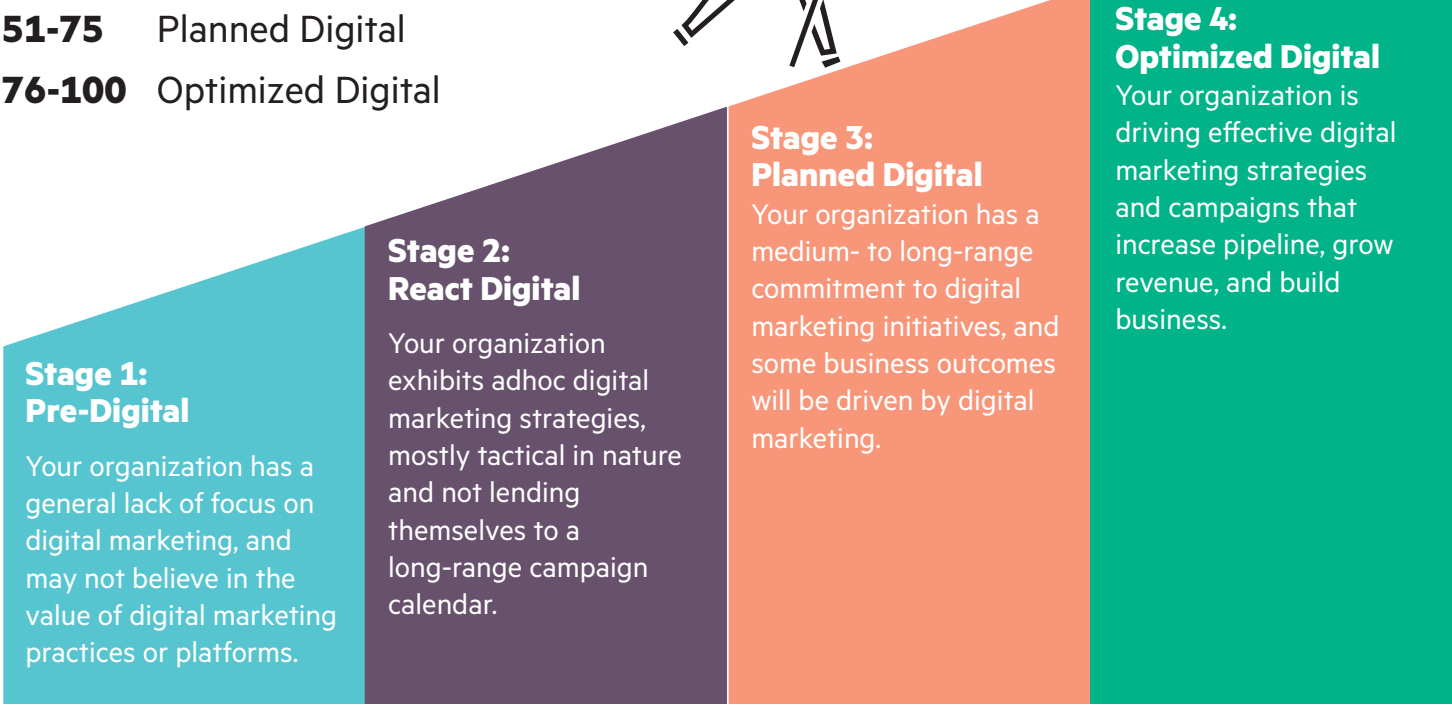 51-75 Planned Digital
76-100 Optimized Digital
Stage 1:
Pre-Digital
Your organization has a
general lack of focus on
digital marketing, and
may not believe in the
value of digital marketing
practices or platforms.
Stage 2:
React Digital
Your organization
exhibits adhoc digital
marketing strategies,
mostly tactical in nature
and not lending
themselves to a
long-range campaign
calendar.
Stage 3:
Planned Digital
Your organization has a
medium- to long-range
commitment to digital
marketing initiatives, and
some business outcomes
will be driven by digital
marketing.
Stage 4:
Optimized Digital
Your organization is
driving effective digital
marketing strategies
and campaigns that
increase pipeline, grow
revenue, and build
business.